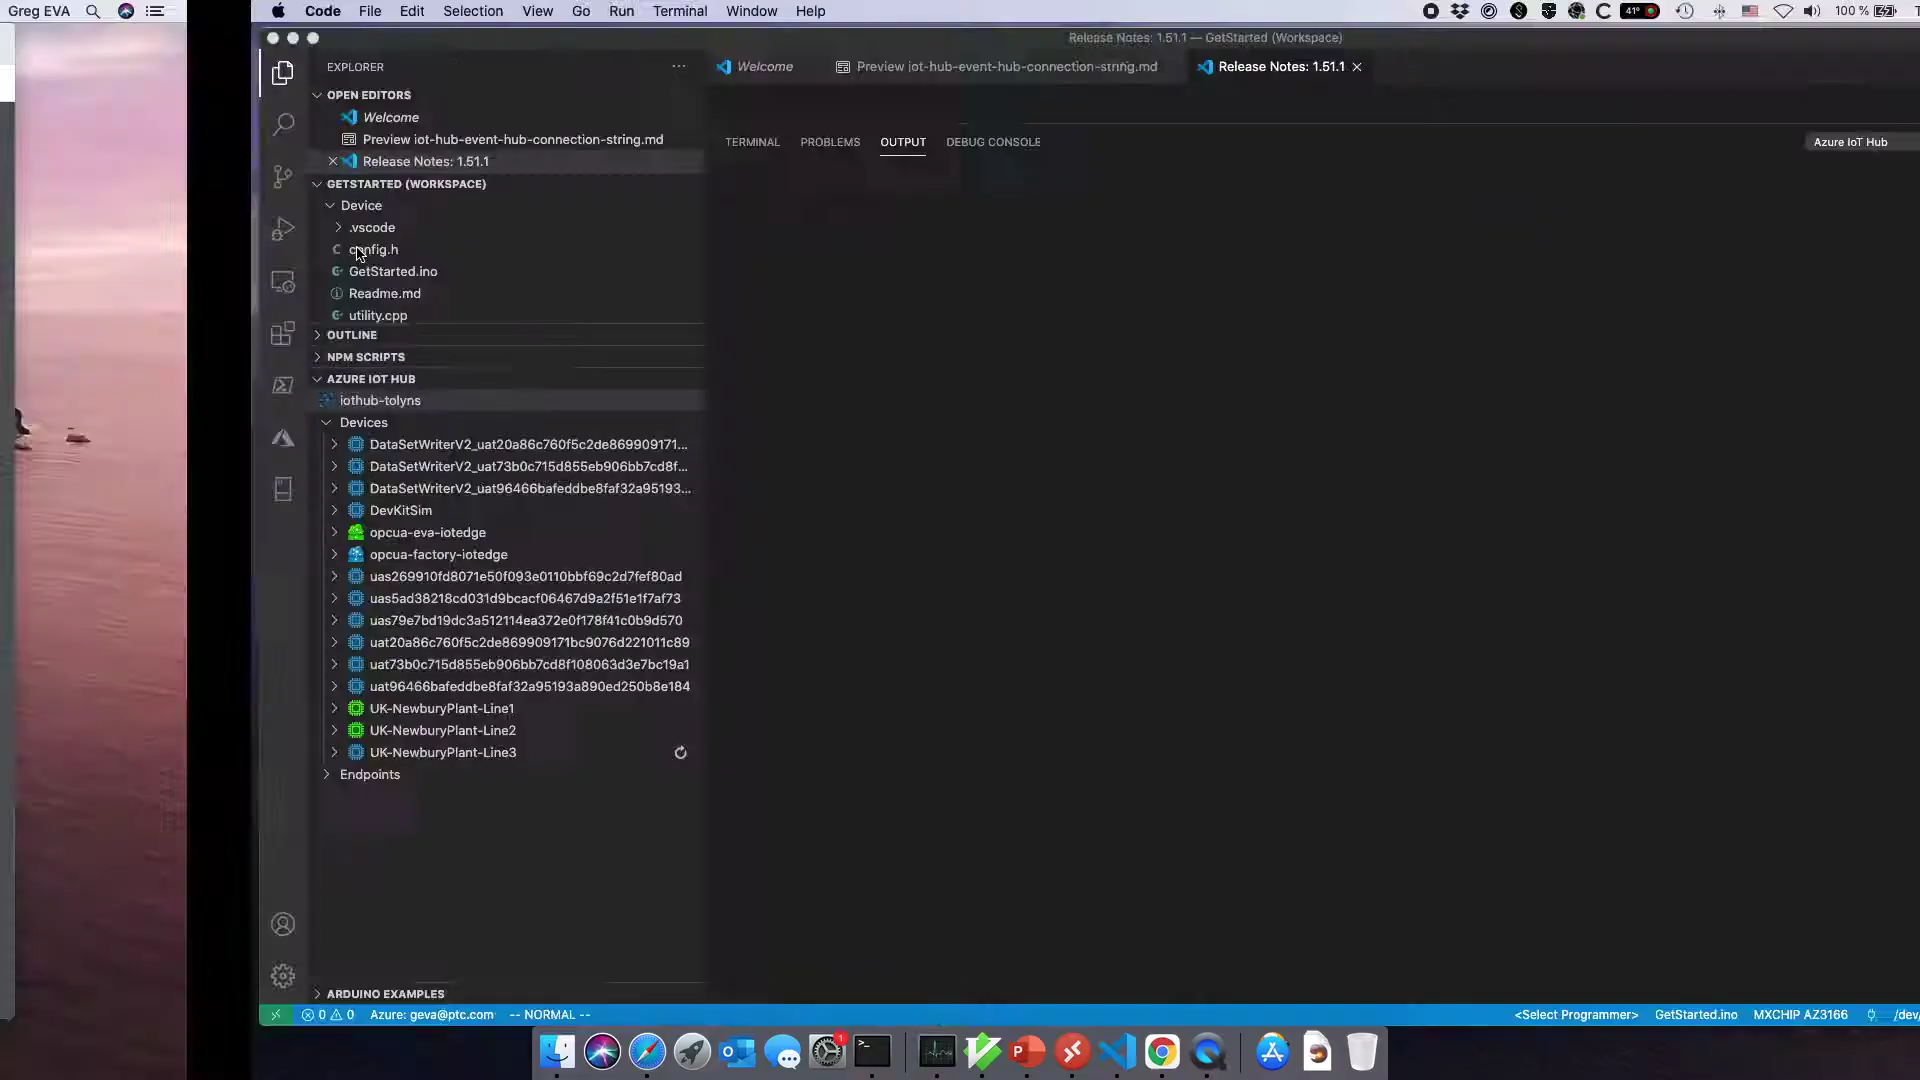 Greg EVA
Code File Edit Selection View Go Run Terminal Window Help
41°
100 %
Release Notes: 1.51.1 — GetStarted (Workspace)
EXPLORER
Welcome
Preview iot-hub-event-hub-connection-string.md
Release Notes: 1.51.1
OPEN EDITORS
Welcome
Preview iot-hub-event-hub-connection-string.md
Release Notes: 1.51.1
GETSTARTED (WORKSPACE)
Device
.vscode
config.h
GetStarted.ino
Readme.md
utility.cpp
OUTLINE
NPM SCRIPTS
AZURE IOT HUB
iothub-tolyns
Devices
DataSetWriterV2_uat20a86c760f5c2de869909171...
DataSetWriterV2_uat73b0c715d855eb906bb7cd8f...
DataSetWriterV2_uat96466bafeddbe8faf32a95193...
DevKitSim
opcua-eva-iotedge
opcua-factory-iotedge
uas269910fd8071e50f093e0110bbf69c2d7fef80ad
uas5ad38218cd031d9bcacf06467d9a2f51e1f7af73
uas79e7bd19dc3a512114ea372e0f178f41c0b9d570
uat20a86c760f5c2de869909171bc9076d221011c89
uat73b0c715d855eb906bb7cd8f108063d3e7bc19a1
uat96466bafeddbe8faf32a95193a890ed250b8e184
UK-NewburyPlant-Line1
UK-NewburyPlant-Line2
UK-NewburyPlant-Line3
Endpoints
ARDUINO EXAMPLES
TERMINAL PROBLEMS OUTPUT DEBUG CONSOLE
Azure IoT Hub
0 0 Azure: geva@ptc.com -- NORMAL --
<Select Programmer> GetStarted.ino MXCHIP AZ3166 /dev/
1